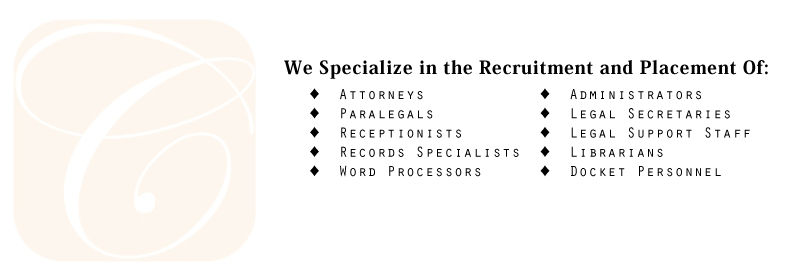 We Specialize in the Recruitment and Placement Of:
♦ Attorneys ♦ Administrators
♦ Paralegals ♦ Legal Secretaries
♦ Receptionists ♦ Legal Support Staff
♦ Records Specialists ♦ Librarians
♦ Word Processors ♦ Docket Personnel